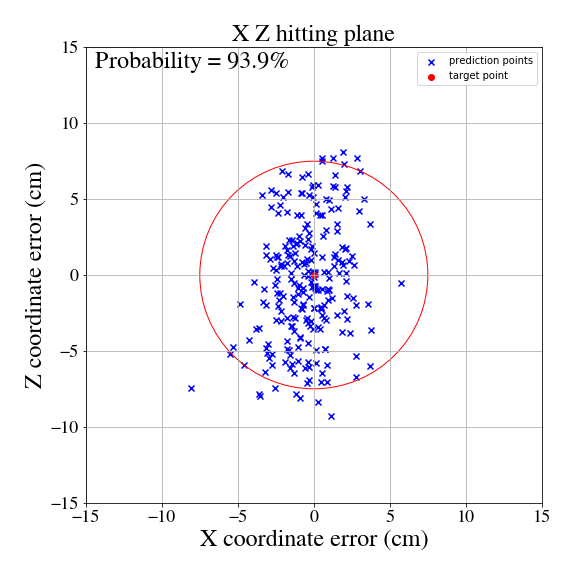 X Z hitting plane
Probability = 93.9%
prediction points
target point
15
10
5
0
−5
−10
−15
Z coordinate error (cm)
−15 −10 −5 0 5 10 15
X coordinate error (cm)